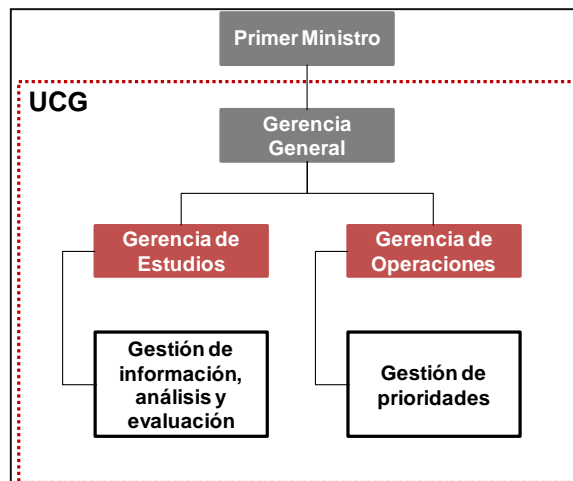 Primer Ministro
UCG
Gerencia
General
Gerencia de
Estudios
Gerencia de
Operaciones
Gestión de
información,
análisis y
evaluación
Gestión de
prioridades